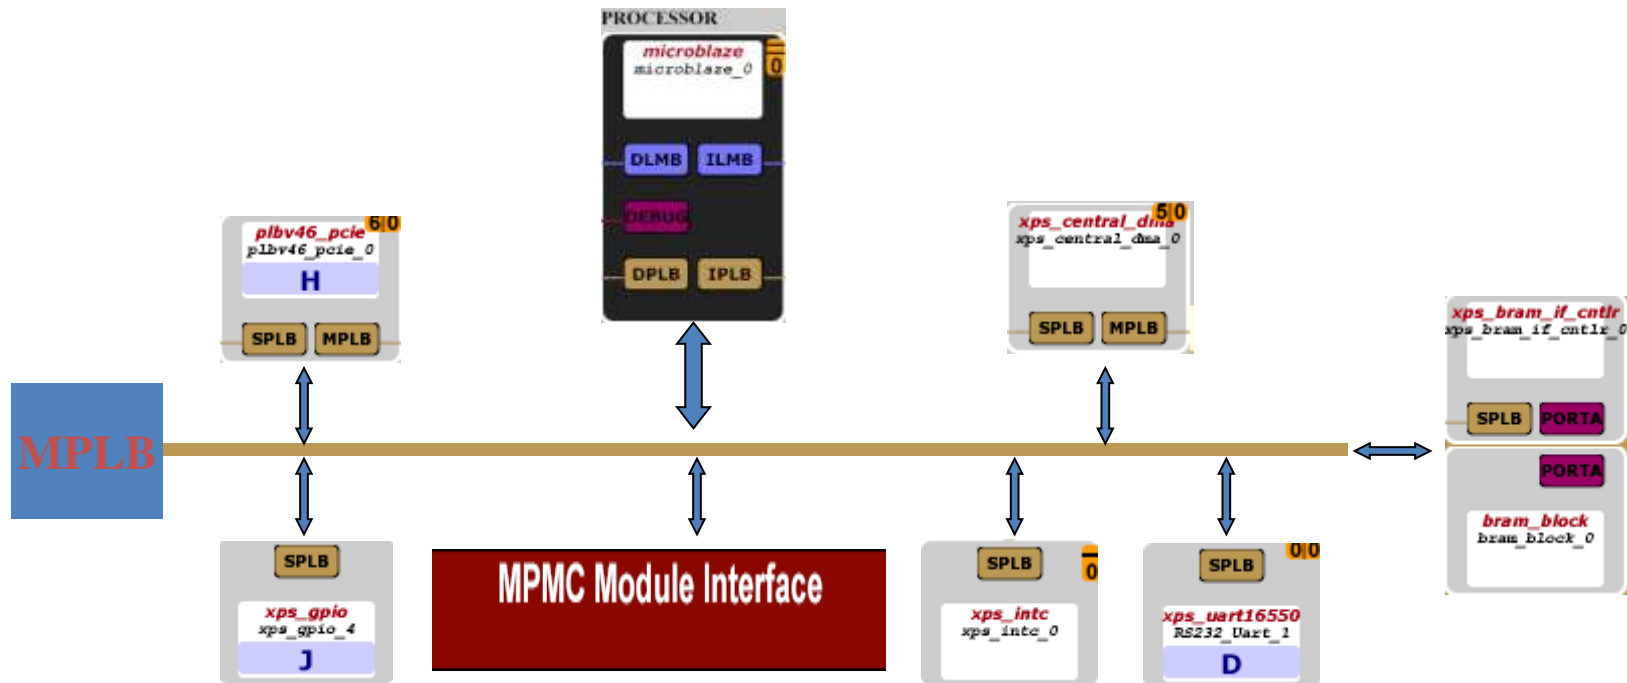 PROCESSOR
microblaze
microblaze_0
0
DLMB ILMB
DEBUG
DPLB IPLB
plbv46_pcie 6 0
plbv46_pcie_0
H
SPLB MPLB
xps_central_dma 5 0
xps_central_dma_0
SPLB MPLB
xps_bram_if_cntlr
xps_bram_if_cntlr_0
SPLB PORTA
MPLB
PORTA
bram_block
bram_block_0
SPLB
xps_gpio
xps_gpio_4
J
MPMC Module Interface
SPLB
0
xps_intc
xps_intc_0
SPLB
0 0
xps_uart16550
RS232_Uart_1
D